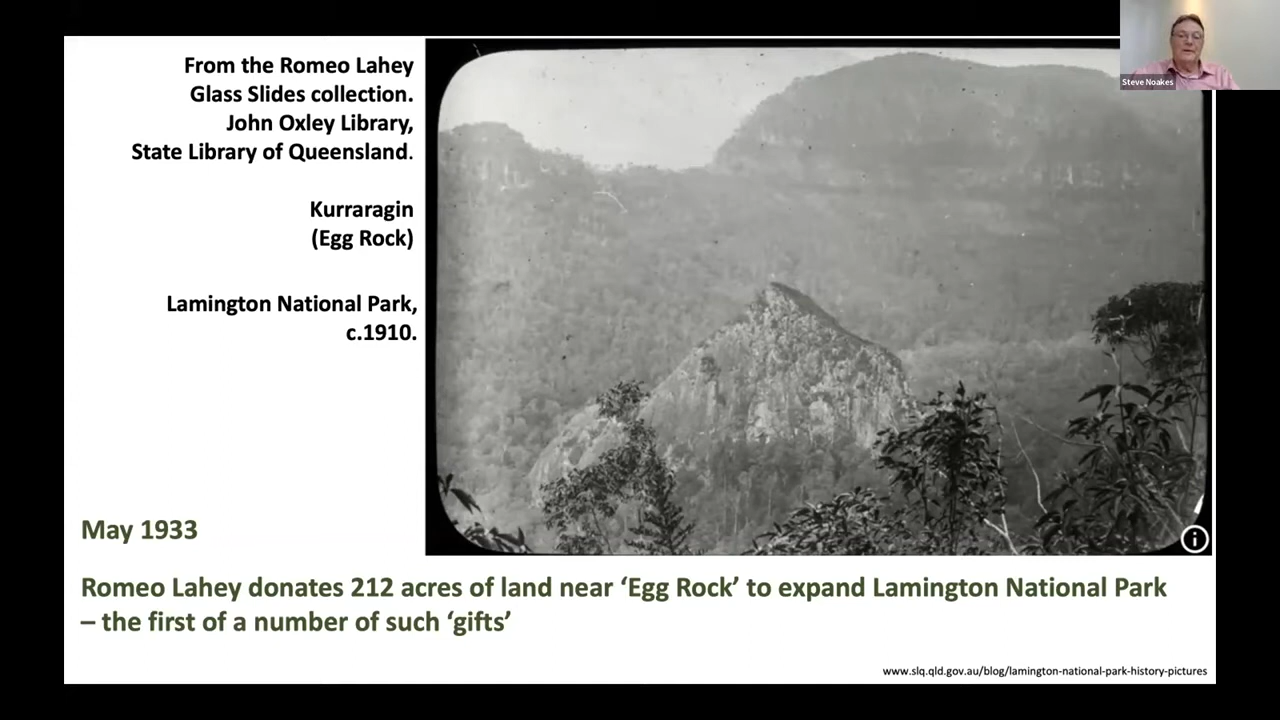 From the Romeo Lahey
Glass Slides collection.
John Oxley Library,
State Library of Queensland.
Kurraragin
(Egg Rock)
Lamington National Park,
c.1910.
Steve Noakes
May 1933
Romeo Lahey donates 212 acres of land near ‘Egg Rock’ to expand Lamington National Park
– the first of a number of such ‘gifts’
www.slq.qld.gov.au/blog/lamington-national-park-history-pictures